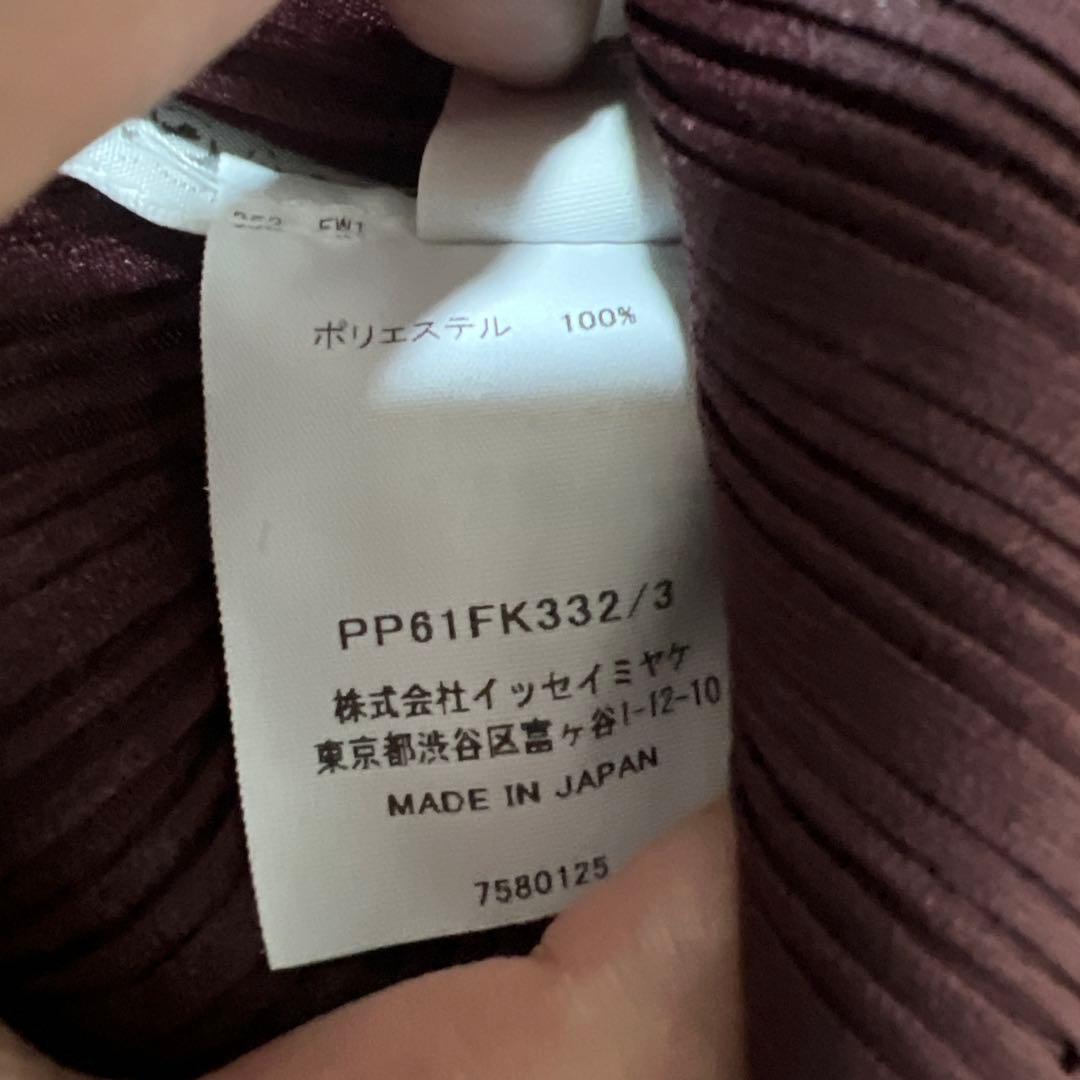 ポリエステル 100%
PP61FK332/3
株式会社イッセイミヤケ
東京都渋谷区富ヶ谷1-12-10
MADE IN JAPAN
7580125